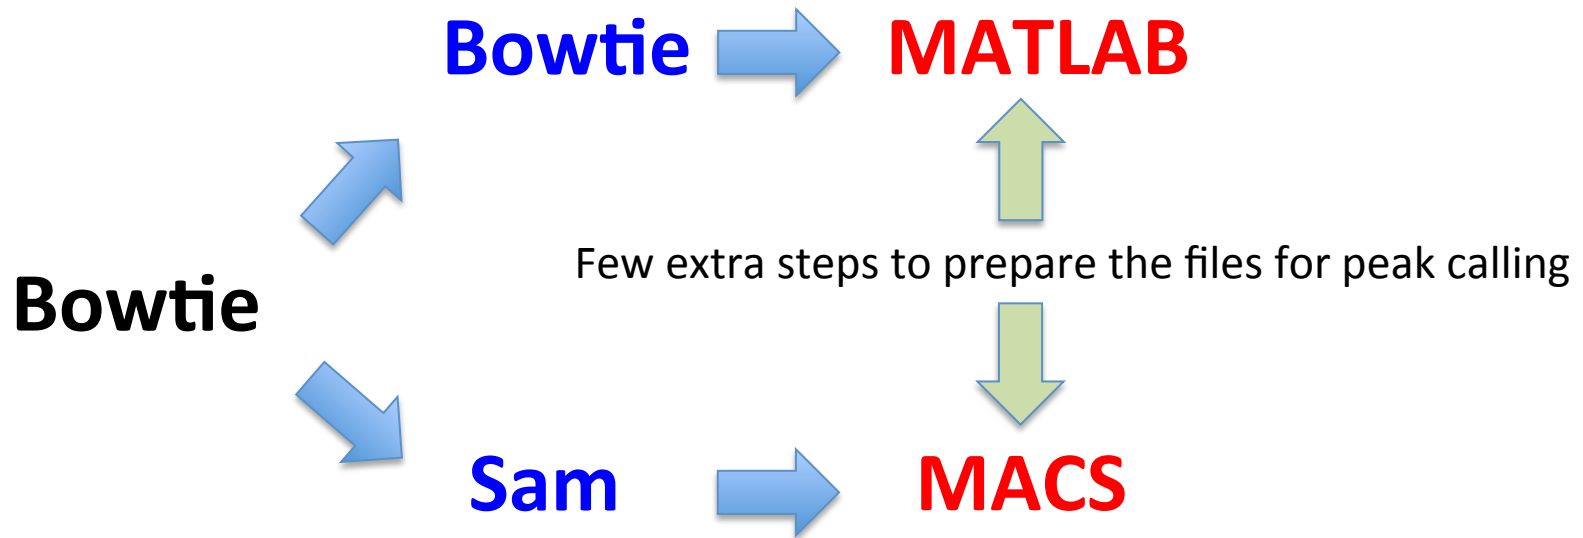 Bowtie
MATLAB
Few extra steps to prepare the files for peak calling
Bowtie
Sam
MACS